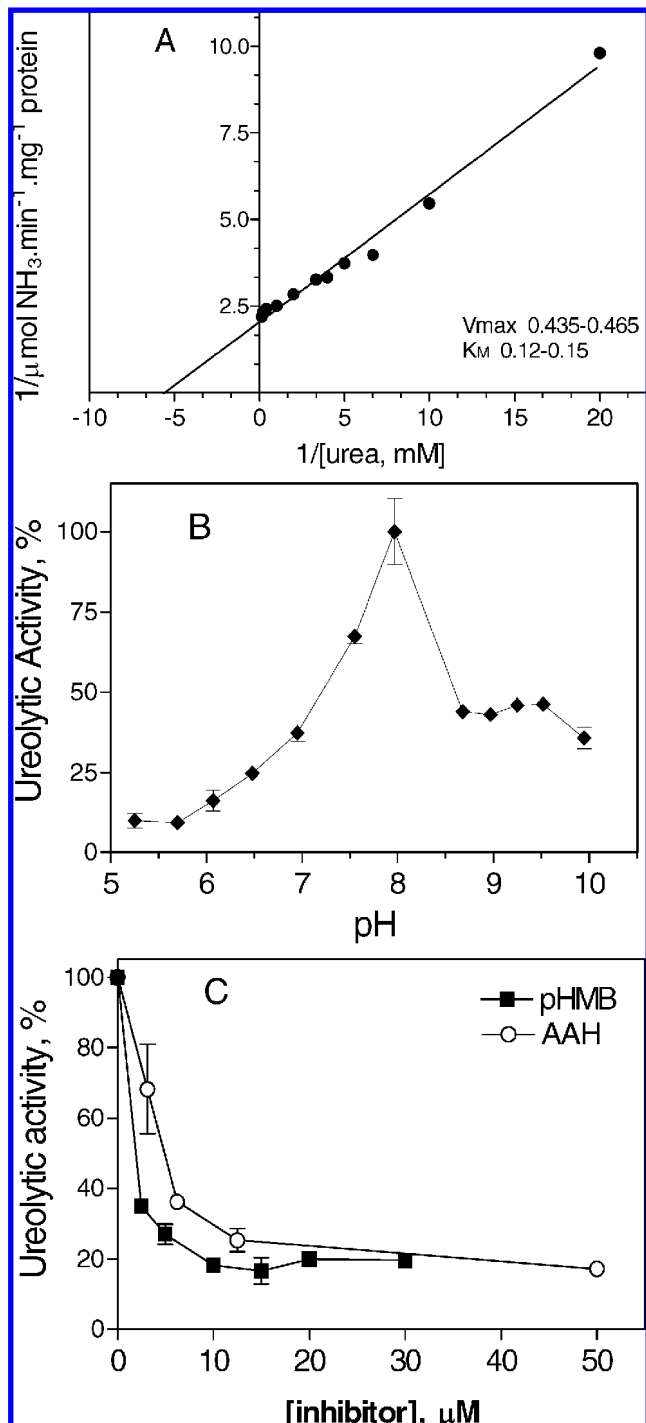 A
1/μmol NH₃.min⁻¹.mg⁻¹ protein
10.0
7.5
5.0
2.5
Vmax 0.435-0.465
KM 0.12-0.15
-10 -5 0 5 10 15 20
1/[urea, mM]
B
Ureolytic Activity, %
100
75
50
25
0
5 6 7 8 9 10
pH
C
pHMB
AAH
Ureolytic activity, %
100
80
60
40
20
0
0 10 20 30 40 50
[inhibitor], μM